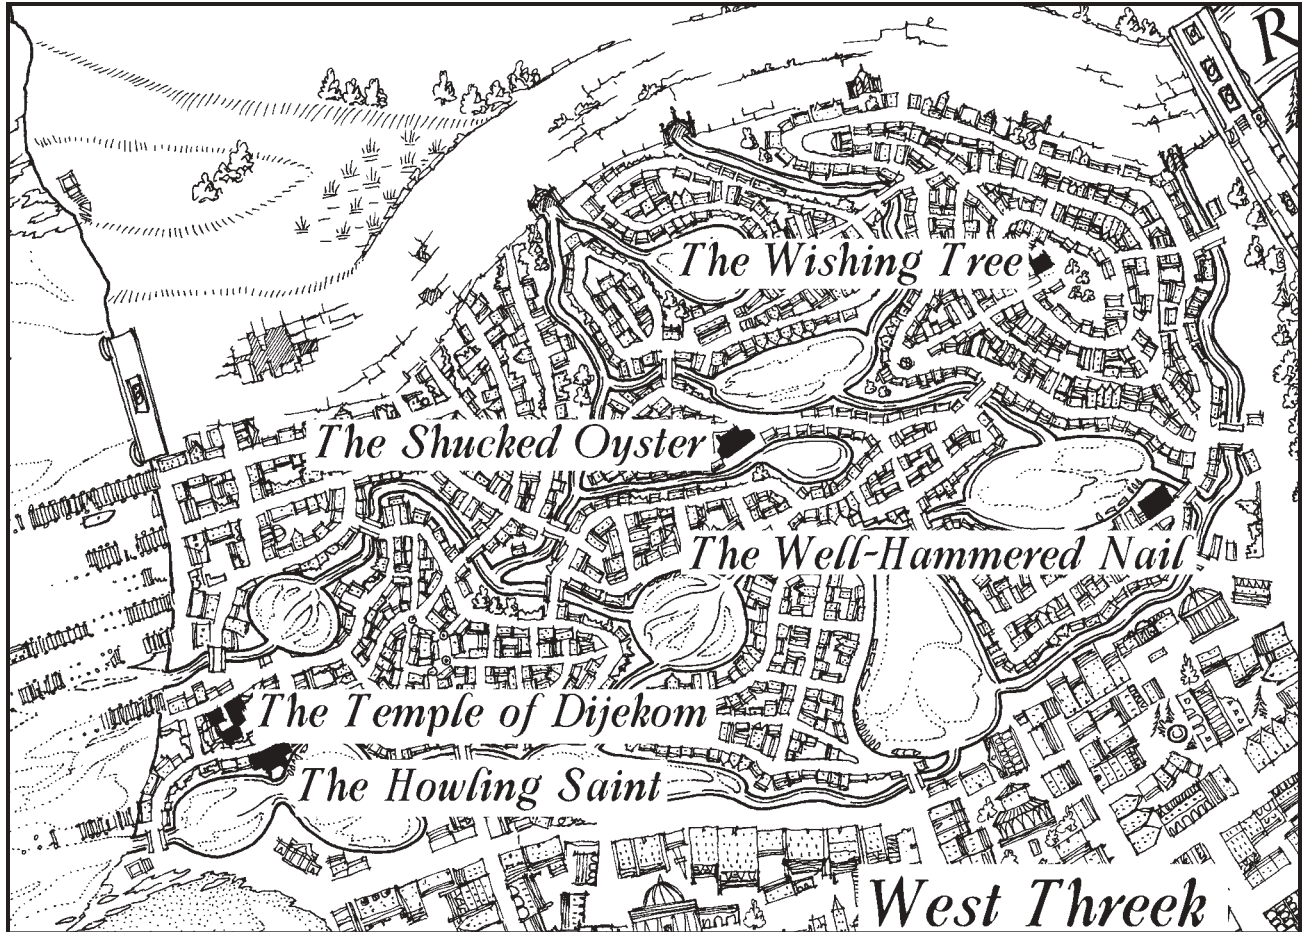 R
The Wishing Tree
The Shucked Oyster
The Well-Hammered Nail
The Temple of Dijekom
The Howling Saint
West Threek